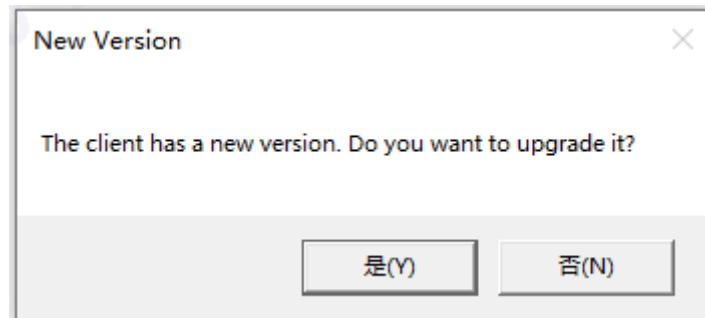 New Version
The client has a new version. Do you want to upgrade it?
是(Y) 否(N)